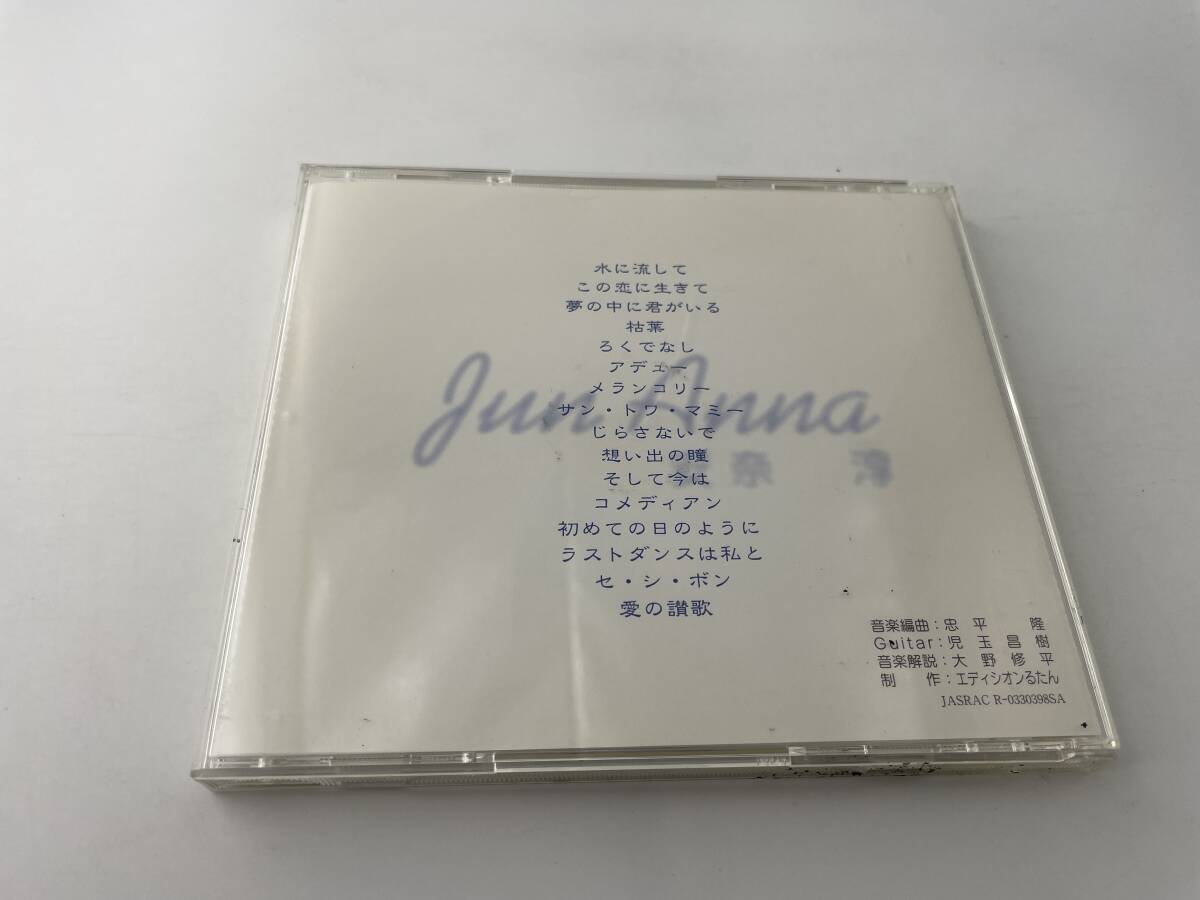 水に流して
この恋に生きて
夢の中に君がいる
枯葉
ろくでなし
アデュー
メランコリー
サン・トワ・マミー
じらさないで
想い出の瞳
そして今は
コメディアン
初めての日のように
ラストダンスは私と
セ・シ・ボン
愛の讃歌
Jun Anna
奈 淳
音楽編曲：忠平 隆
Guitar：児玉昌樹
音楽解説：大野修平
制 作：エディシオンるたん
JASRAC R-0330398SA